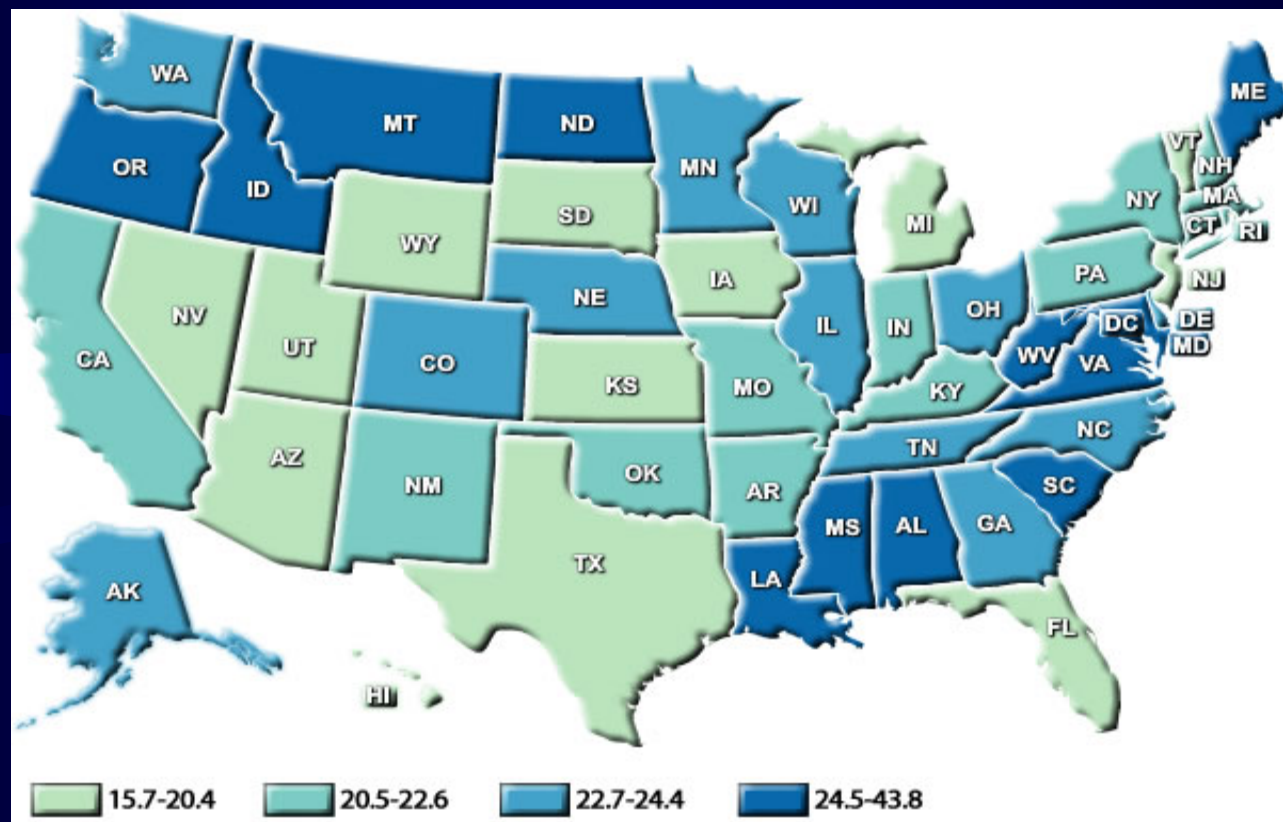 WA
MT
ND
ME
OR
ID
MN
VT
NH
SD
WI
NY
MA
WY
MI
CT
RI
IA
PA
NJ
NE
NV
OH
UT
IL
IN
DE
DC
CA
CO
WV
MD
VA
KS
MO
KY
AZ
OK
TN
NC
NM
AR
SC
MS
AL
GA
TX
LA
AK
FL
HI
15.7-20.4
20.5-22.6
22.7-24.4
24.5-43.8